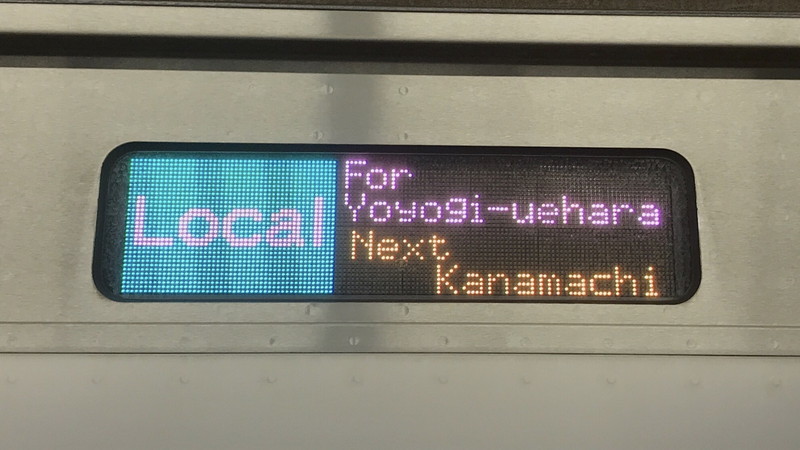 Local
For
Yoyogi-uehara
Next
Kanamachi